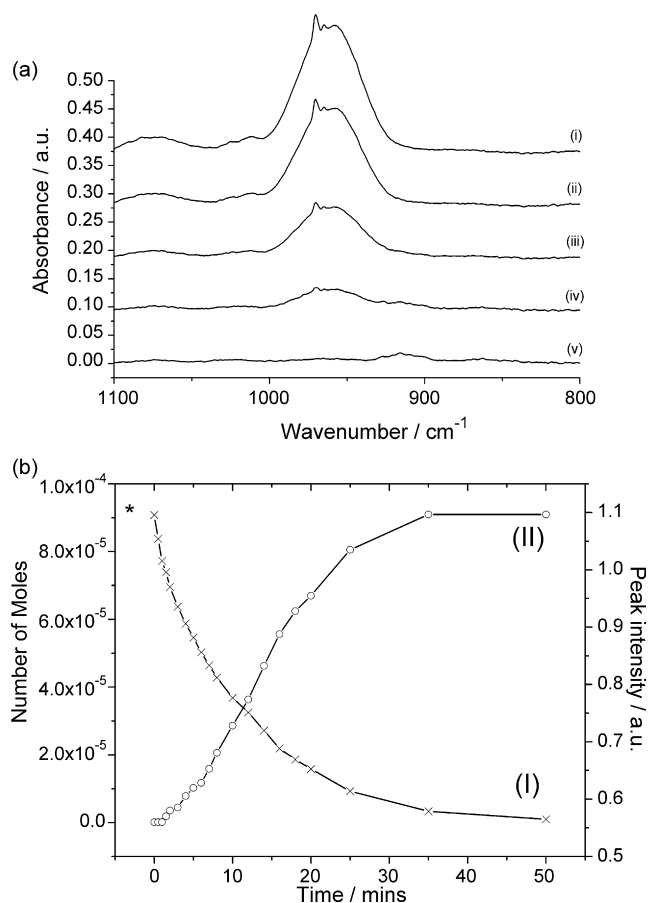 (a)
Absorbance / a.u.
0.50
0.45
0.40
0.35
0.30
0.25
0.20
0.15
0.10
0.05
0.00
(i)
(ii)
(iii)
(iv)
(v)
1100 1000 900 800
Wavenumber / cm⁻¹
(b)
Number of Moles
1.0x10⁻⁴
8.0x10⁻⁵
6.0x10⁻⁵
4.0x10⁻⁵
2.0x10⁻⁵
0.0
*
(II)
(I)
1.1
1.0
0.9
0.8
0.7
0.6
0.5
Peak intensity / a.u.
0 10 20 30 40 50
Time / mins